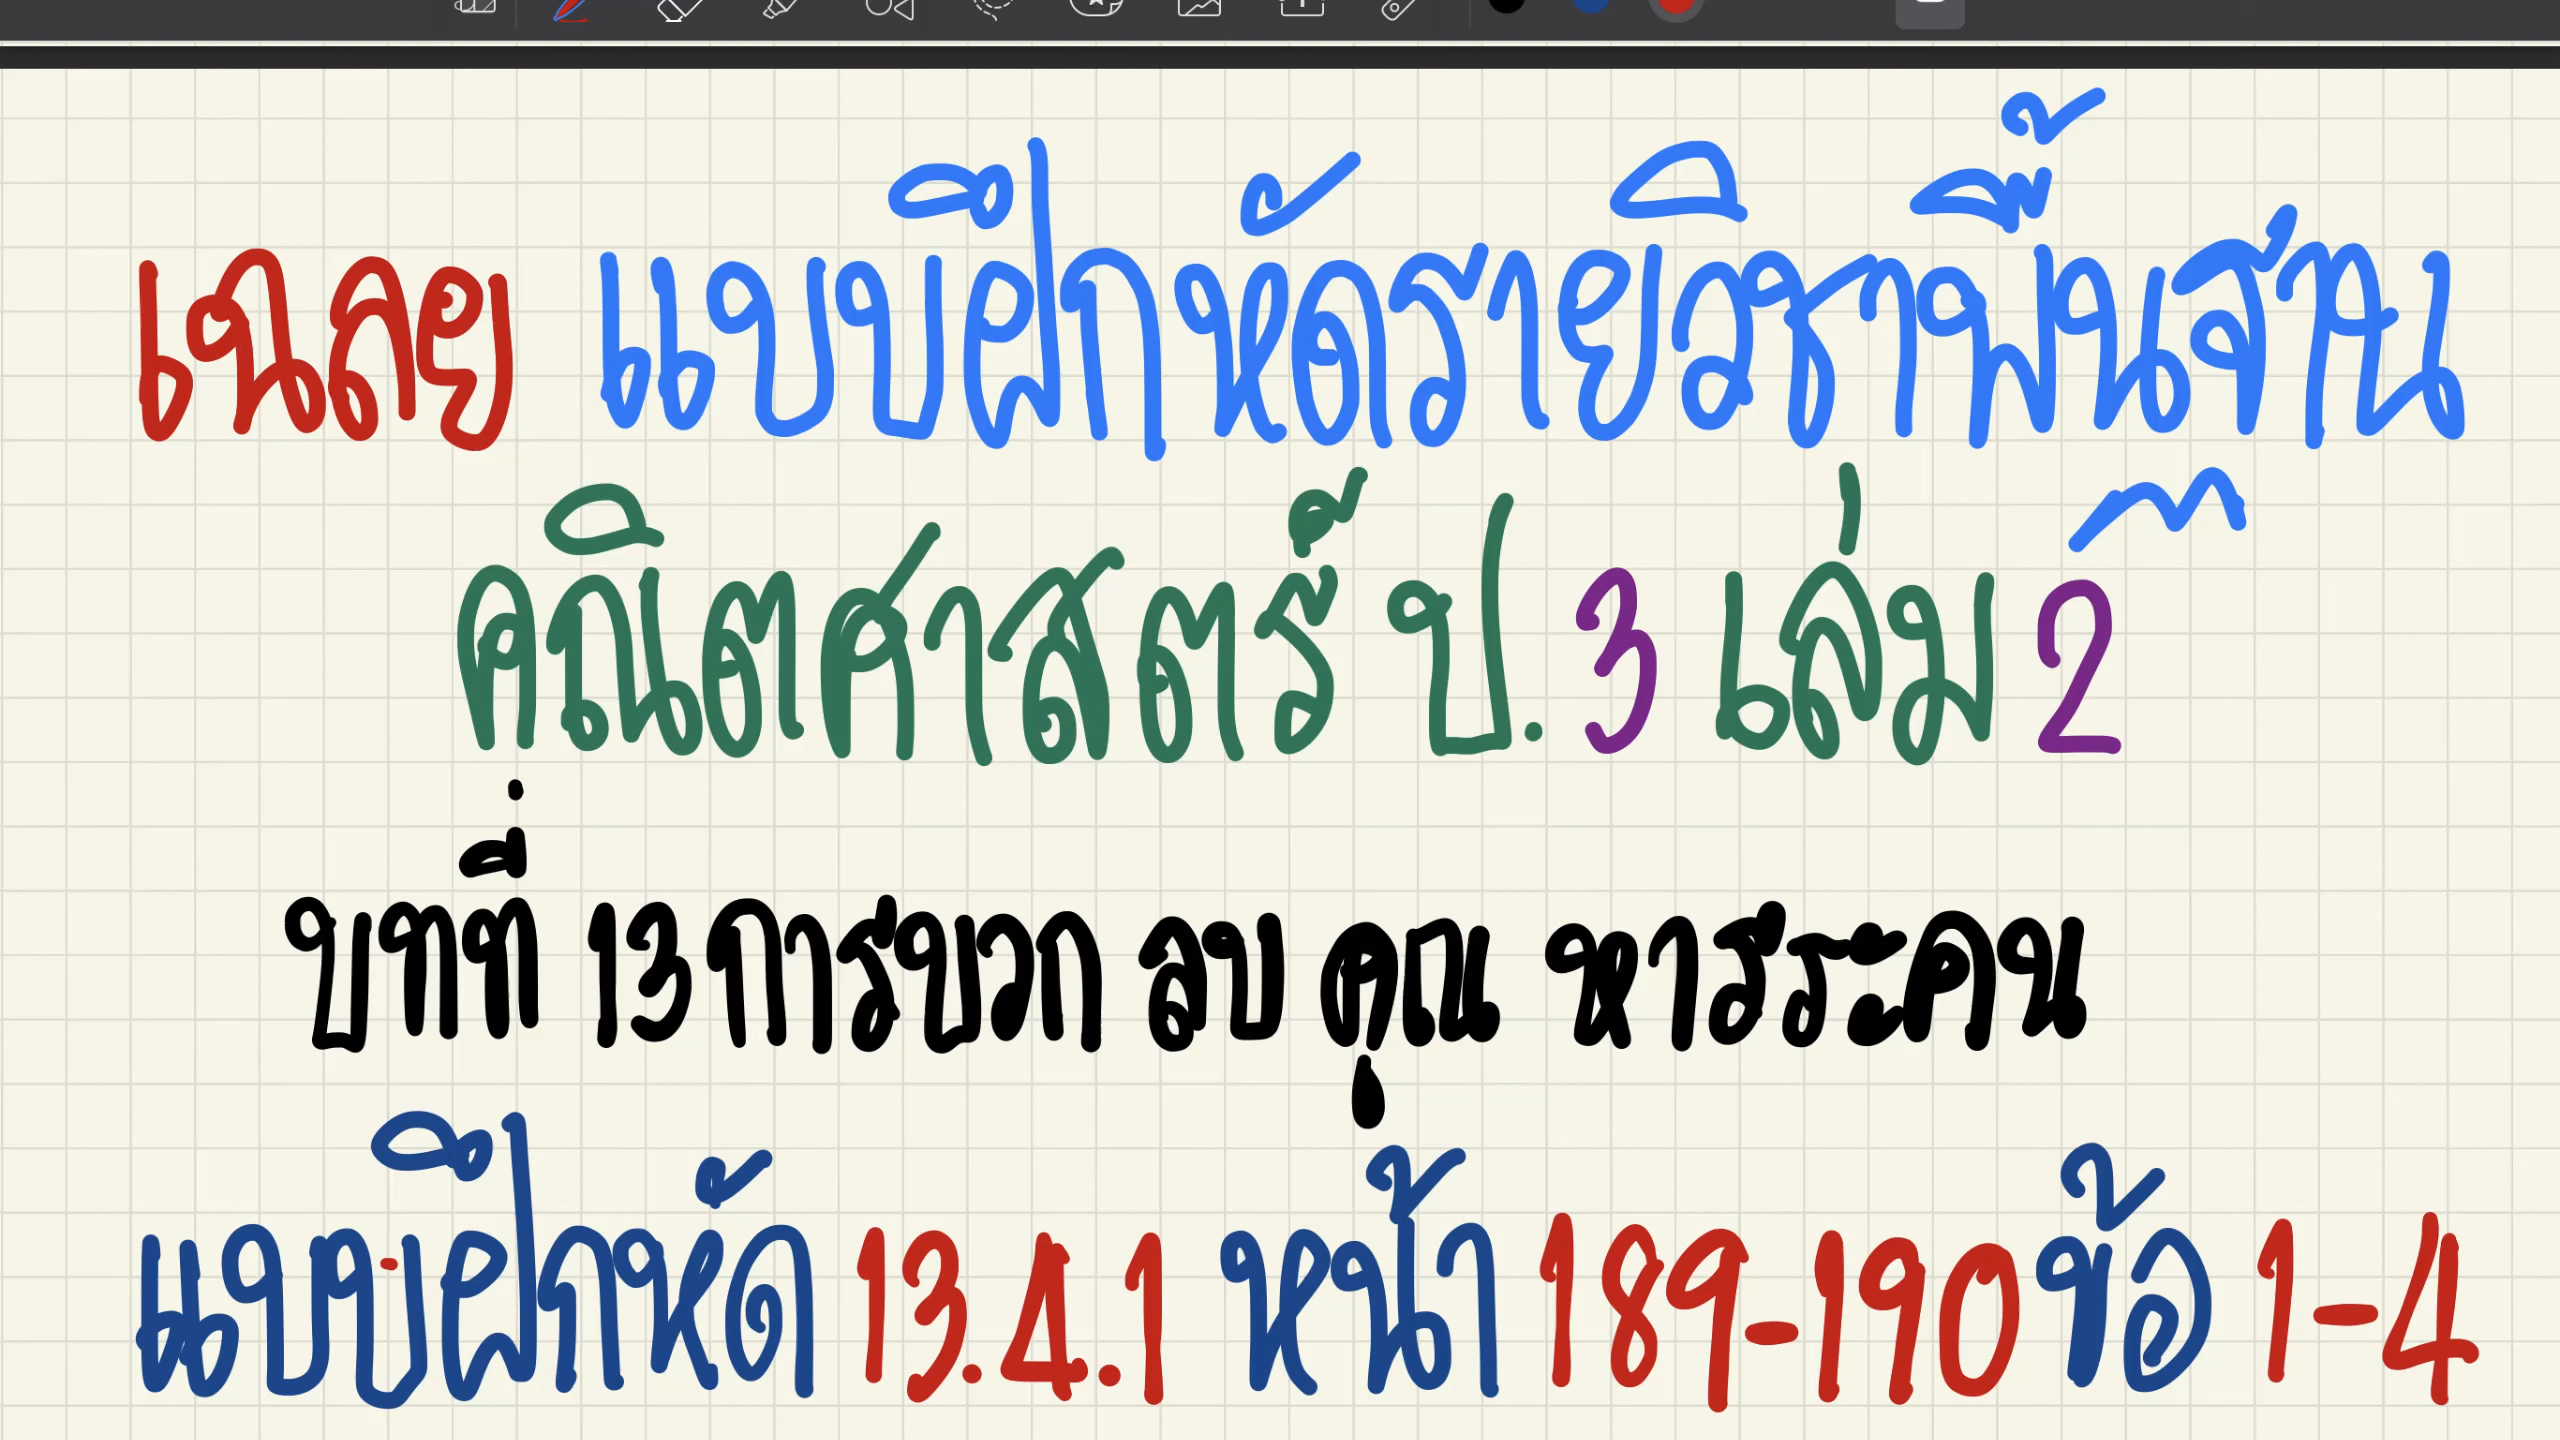 เฉลย แบบฝึกหัดรายวิชาพื้นฐาน
คณิตศาสตร์ ป.3 เล่ม 2
บทที่ 13 การบวก ลบ คูณ หารระคน
แบบฝึกหัด 13.4.1 หน้า 189-190 ข้อ 1-4